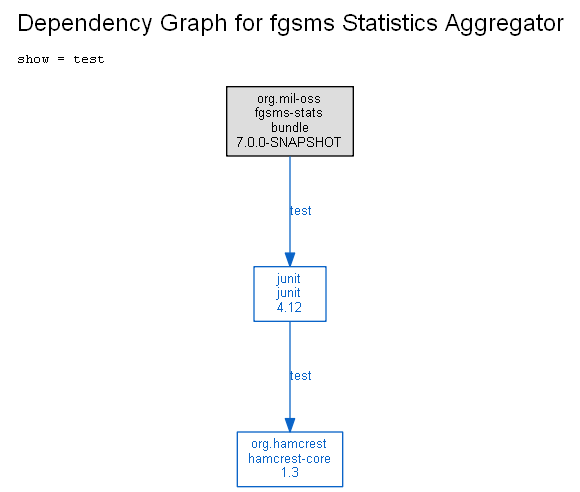 Dependency Graph for fgsms Statistics Aggregator
show = test
org.mil-oss
fgsms-stats
bundle
7.0.0-SNAPSHOT
test
junit
junit
4.12
test
org.hamcrest
hamcrest-core
1.3